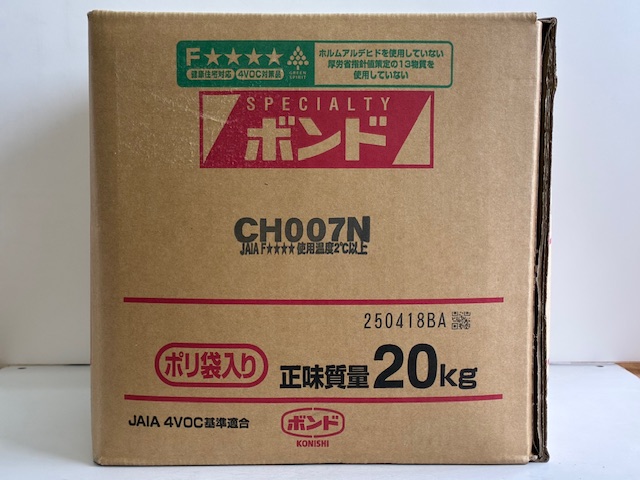 F★★★★
健康住宅対応 4VOC対策品
GREEN SPIRIT
ホルムアルデヒドを使用していない
厚労省指針値策定の13物質を
使用していない
SPECIALTY
ボンド
CH007N
JAIA F★★★★ 使用温度2℃以上
250418BA
ポリ袋入り
正味質量 20kg
JAIA 4VOC基準適合
ボンド
KONISHI